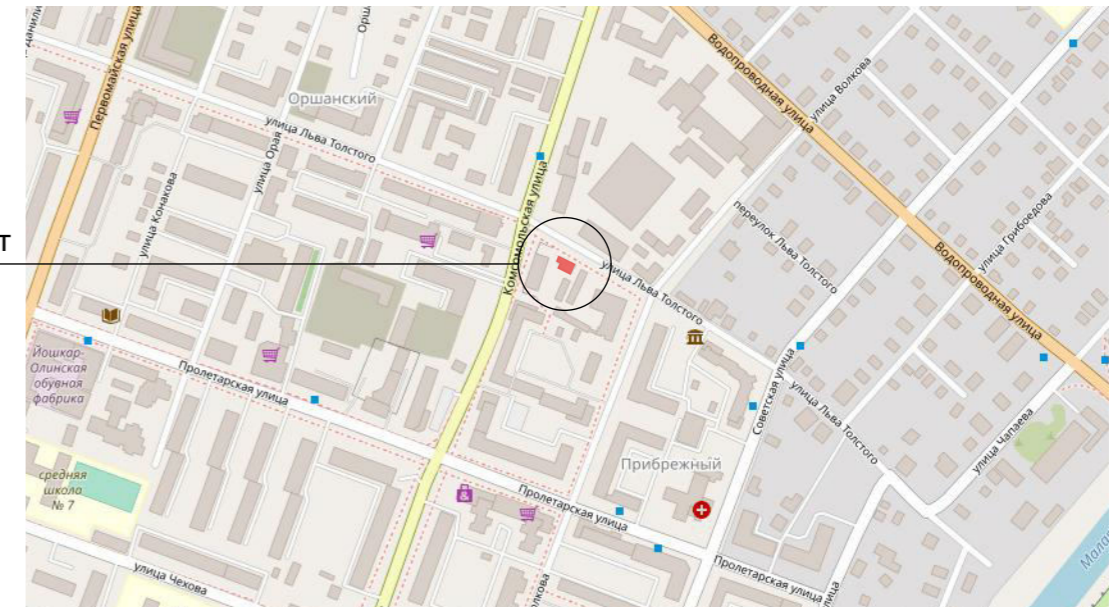 Первомайская улица
Оршанский
улица Льва Толстого
улица Орая
улица Конакова
Комсомольская улица
Водопроводная улица
улица Волкова
переулок Льва Толстого
улица Грибоедова
Водопроводная улица
т
улица Льва Толстого
Йошкар-
Олинская
обувная
фабрика
Пролетарская улица
Советская улица
улица Льва Толстого
улица Чапаева
средняя
школа
№ 7
Прибрежный
Пролетарская улица
Пролетарская улица
улица Чехова